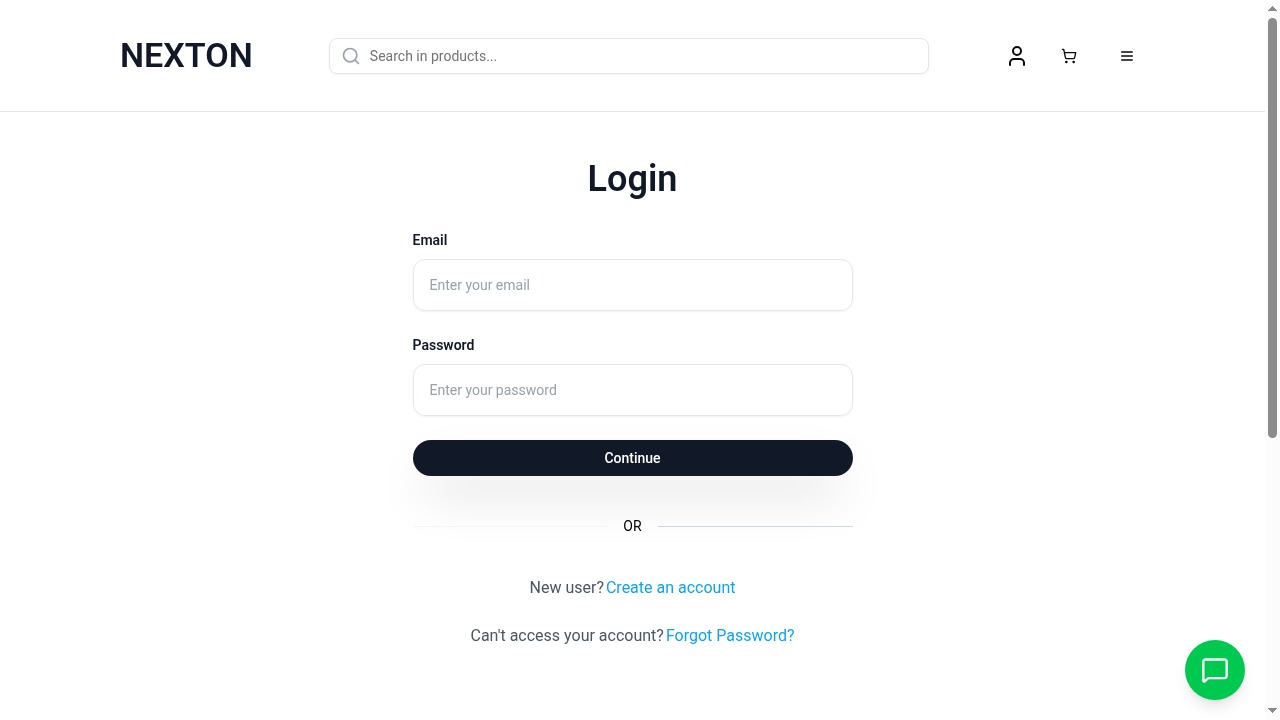 NEXTON
Search in products...
Login
Email
Enter your email
Password
Enter your password
Continue
OR
New user? Create an account
Can't access your account? Forgot Password?